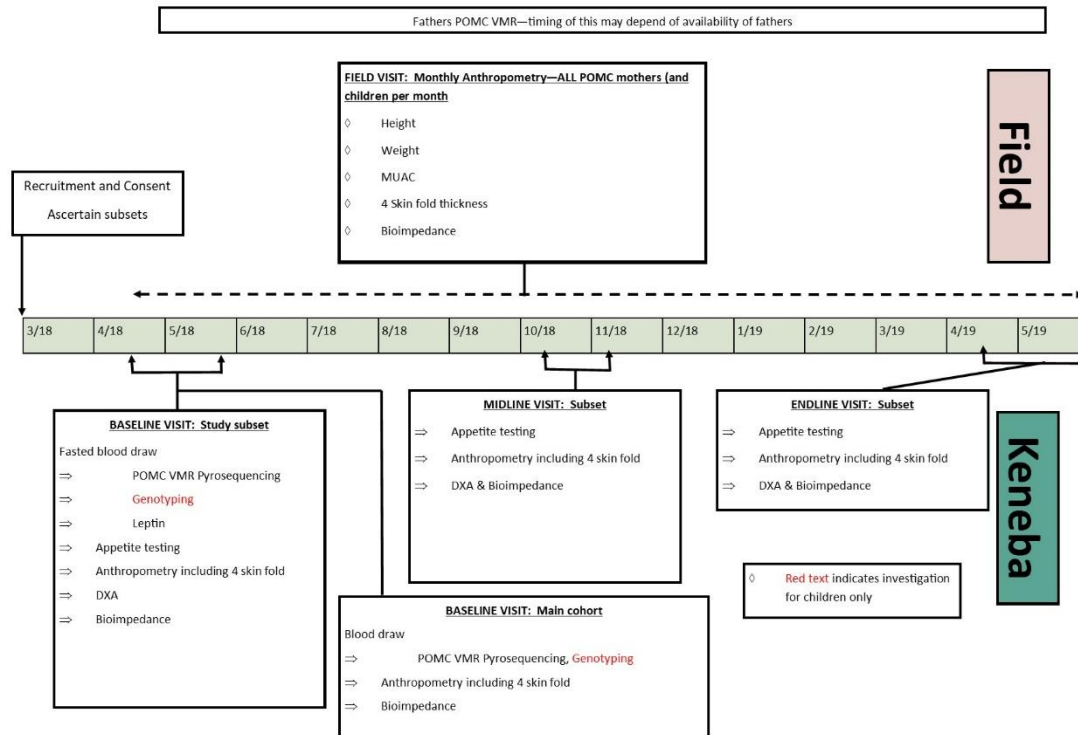 Fathers POMC VMR—timing of this may depend of availability of fathers
FIELD VISIT: Monthly Anthropometry—ALL POMC mothers (and
children per month
◊ Height
◊ Weight
◊ MUAC
◊ 4 Skin fold thickness
◊ Bioimpedance
Field
Recruitment and Consent
Ascertain subsets
3/18 4/18 5/18 6/18 7/18 8/18 9/18 10/18 11/18 12/18 1/19 2/19 3/19 4/19 5/19
BASELINE VISIT: Study subset
Fasted blood draw
⇒ POMC VMR Pyrosequencing
⇒ Genotyping
⇒ Leptin
⇒ Appetite testing
⇒ Anthropometry including 4 skin fold
⇒ DXA
⇒ Bioimpedance
MIDLINE VISIT: Subset
⇒ Appetite testing
⇒ Anthropometry including 4 skin fold
⇒ DXA & Bioimpedance
ENDLINE VISIT: Subset
⇒ Appetite testing
⇒ Anthropometry including 4 skin fold
⇒ DXA & Bioimpedance
Keneba
◊ Red text indicates investigation
for children only
BASELINE VISIT: Main cohort
Blood draw
⇒ POMC VMR Pyrosequencing, Genotyping
⇒ Anthropometry including 4 skin fold
⇒ Bioimpedance